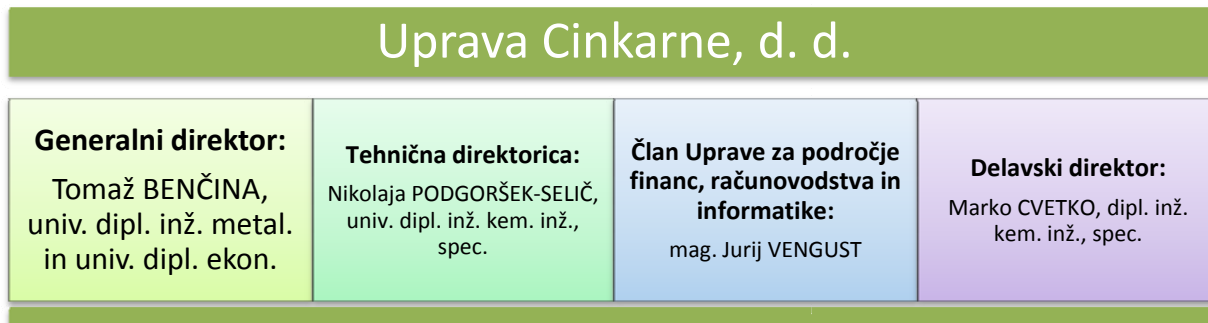 Uprava Cinkarne, d. d.
Generalni direktor:
Tomaž BENČINA,
univ. dipl. inž. metal.
in univ. dipl. ekon.
Tehnična direktorica:
Nikolaja PODGORŠEK-SELIČ,
univ. dipl. inž. kem. inž.,
spec.
Član Uprave za področje
financ, računovodstva in
informatike:
mag. Jurij VENGUST
Delavski direktor:
Marko CVETKO, dipl. inž.
kem. inž., spec.